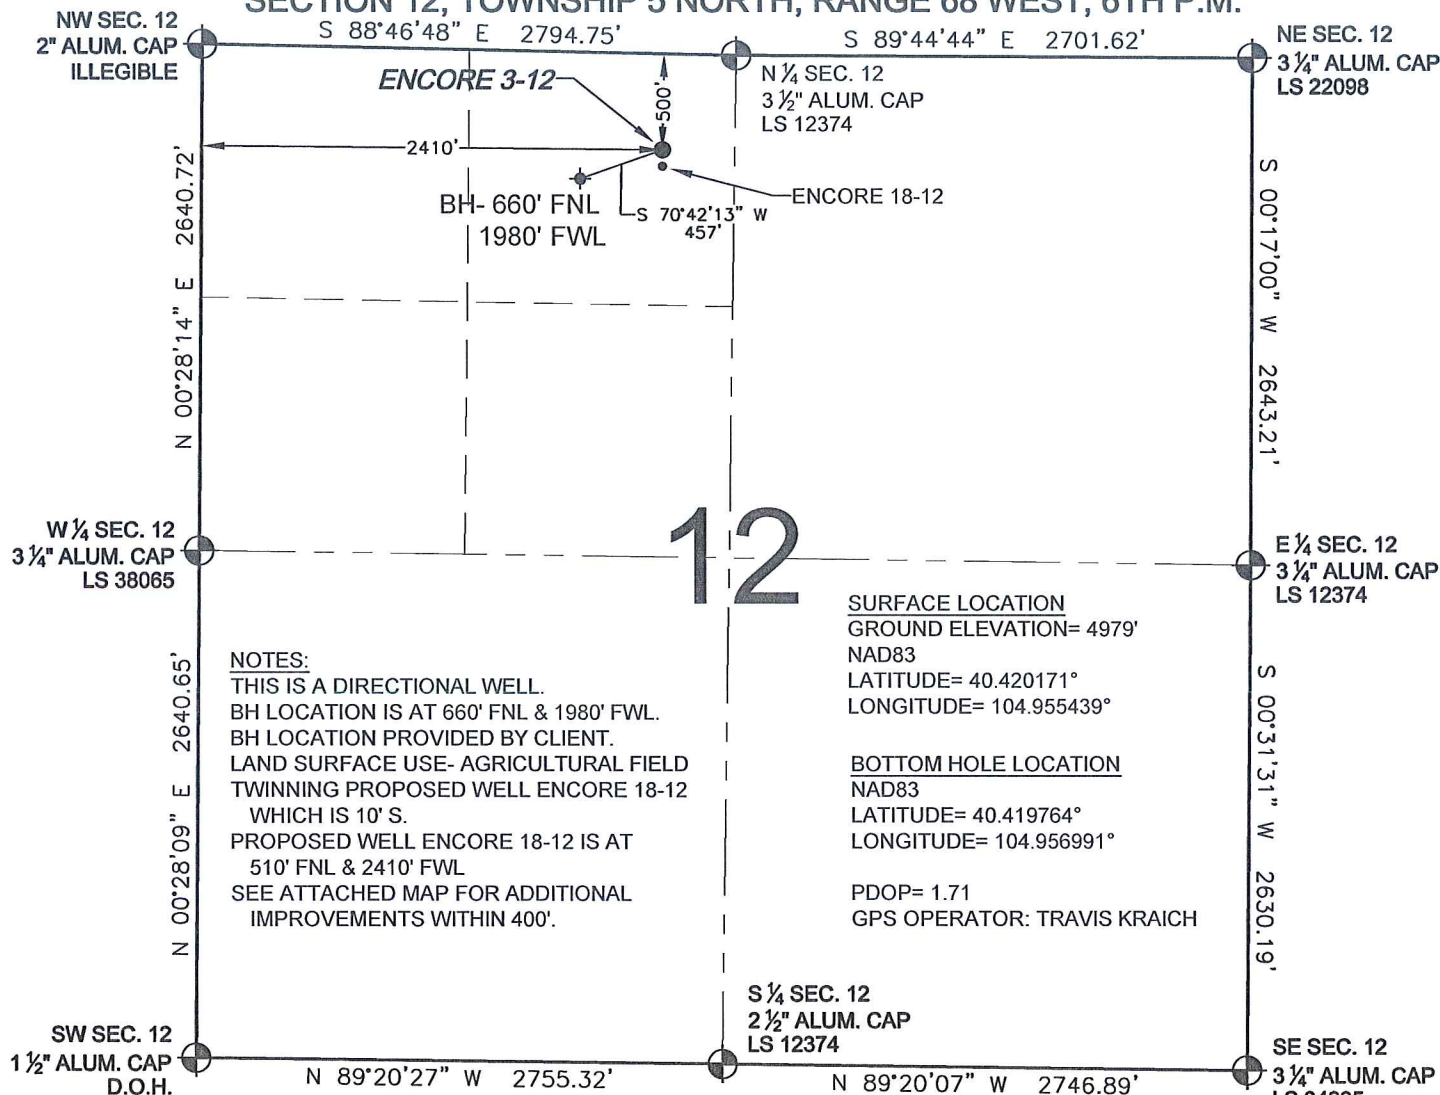 SECTION 12, TOWNSHIP 5 NORTH, RANGE 68 WEST, 6TH P.M.
NW SEC. 12
2" ALUM. CAP
ILLEGIBLE
S 88°46'48" E 2794.75'
S 89°44'44" E 2701.62'
NE SEC. 12
3 ¼" ALUM. CAP
LS 22098
N ¼ SEC. 12
3 ½" ALUM. CAP
LS 12374
ENCORE 3-12
500'
2410'
ENCORE 18-12
BH- 660' FNL
1980' FWL
S 70°42'13" W
457'
N 00°28'14" E 2640.72'
S 00°17'00" W 2643.21'
W ¼ SEC. 12
3 ¼" ALUM. CAP
LS 38065
12
E ¼ SEC. 12
3 ¼" ALUM. CAP
LS 12374
NOTES:
THIS IS A DIRECTIONAL WELL.
BH LOCATION IS AT 660' FNL & 1980' FWL.
BH LOCATION PROVIDED BY CLIENT.
LAND SURFACE USE- AGRICULTURAL FIELD
TWINNING PROPOSED WELL ENCORE 18-12
WHICH IS 10' S.
PROPOSED WELL ENCORE 18-12 IS AT
510' FNL & 2410' FWL
SEE ATTACHED MAP FOR ADDITIONAL
IMPROVEMENTS WITHIN 400'.
SURFACE LOCATION
GROUND ELEVATION= 4979'
NAD83
LATITUDE= 40.420171°
LONGITUDE= 104.955439°
BOTTOM HOLE LOCATION
NAD83
LATITUDE= 40.419764°
LONGITUDE= 104.956991°
PDOP= 1.71
GPS OPERATOR: TRAVIS KRAICH
N 00°28'09" E 2640.65'
S 00°31'31" W 2630.19'
SW SEC. 12
1 ½" ALUM. CAP
D.O.H.
S ¼ SEC. 12
2 ½" ALUM. CAP
LS 12374
N 89°20'27" W 2755.32'
N 89°20'07" W 2746.89'
SE SEC. 12
3 ¼" ALUM. CAP
LS